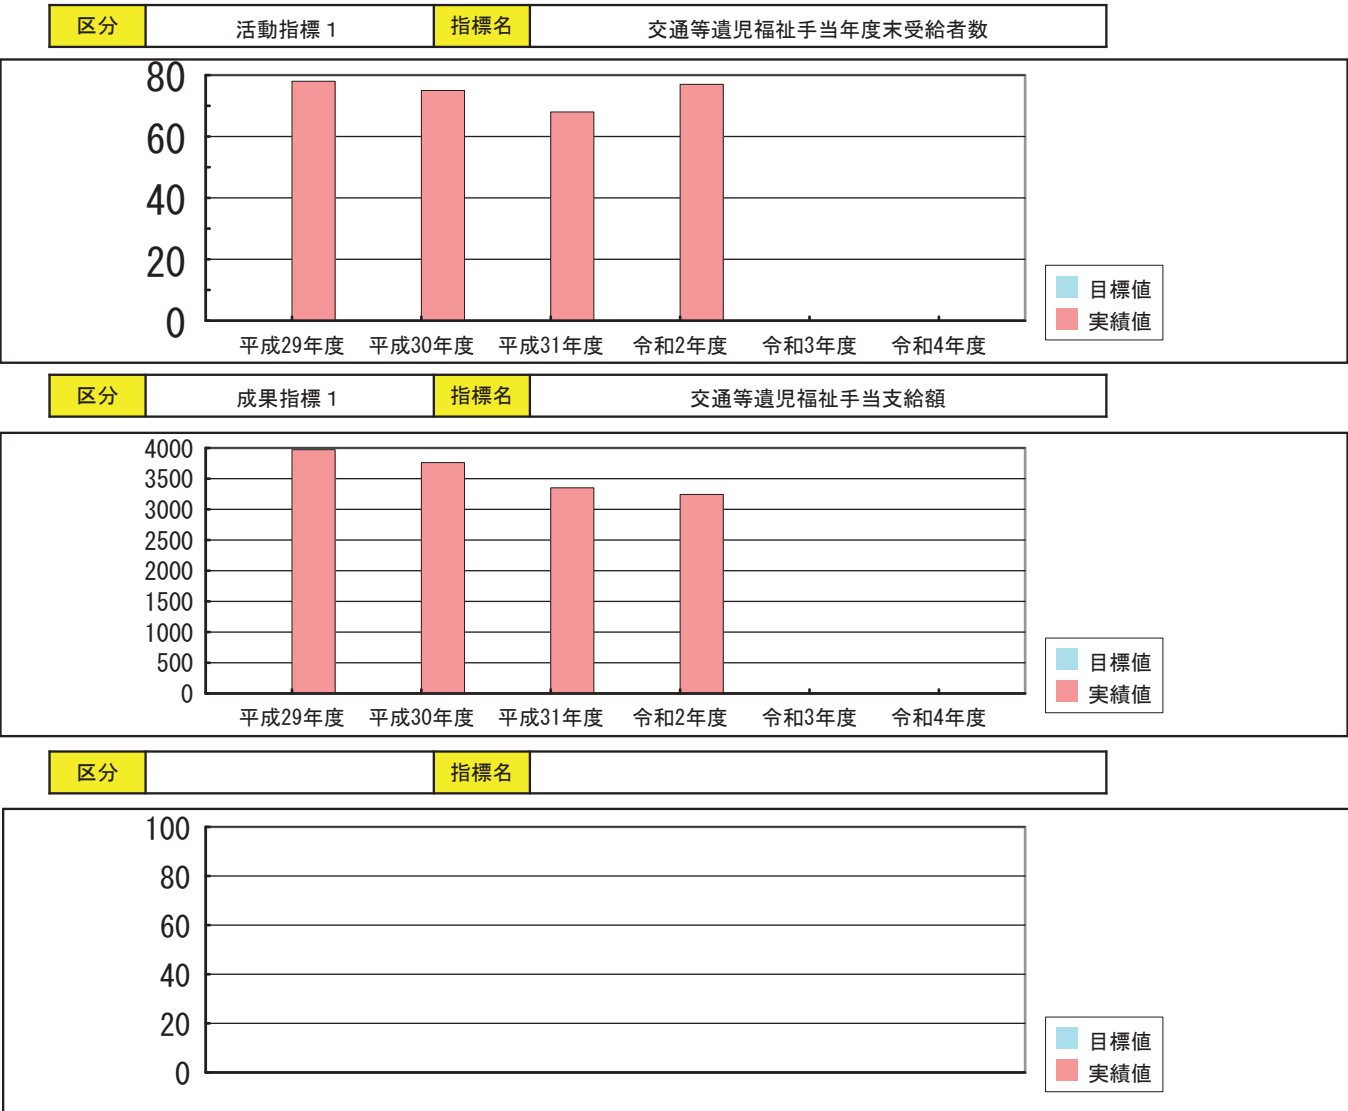 区分 活動指標1 指標名 交通等遺児福祉手当年度末受給者数
80
60
40
20
0
平成29年度 平成30年度 平成31年度 令和2年度 令和3年度 令和4年度
目標値
実績値
区分 成果指標1 指標名 交通等遺児福祉手当支給額
4000
3500
3000
2500
2000
1500
1000
500
0
平成29年度 平成30年度 平成31年度 令和2年度 令和3年度 令和4年度
目標値
実績値
区分 指標名
100
80
60
40
20
0
目標値
実績値